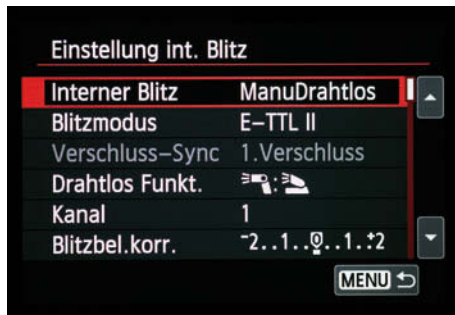 Einstellung int. Blitz
Interner Blitz ManuDrahtlos
Blitzmodus E-TTL II
Verschluss-Sync 1.Verschluss
Drahtlos Funkt. :
Kanal 1
Blitzbel.korr. -2..1..0..1.+2
MENU